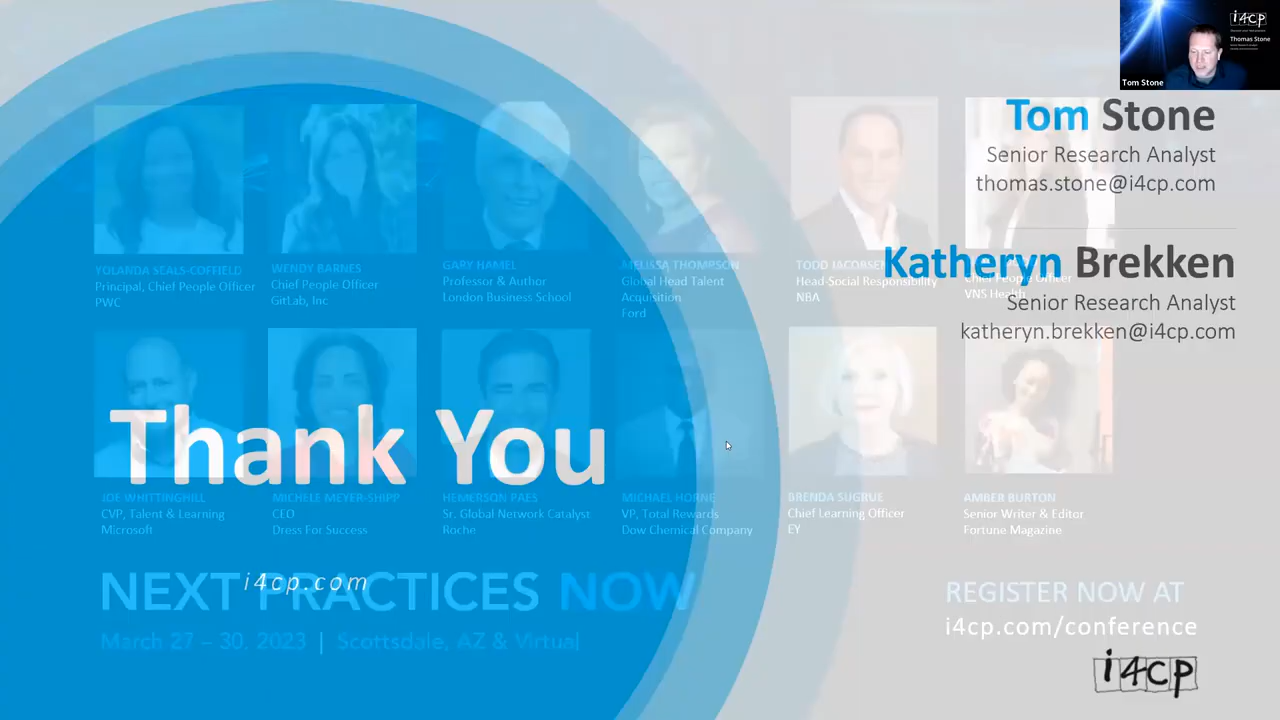 i4cp
Thomas Stone
Tom Stone
Tom Stone
Senior Research Analyst
thomas.stone@i4cp.com
Katheryn Brekken
Senior Research Analyst
katheryn.brekken@i4cp.com
YOLANDA SEALS-COFFIELD
Principal, Chief People Officer
PWC
WENDY BARNES
Chief People Officer
GitLab, Inc
GARY HAMEL
Professor & Author
London Business School
MELISSA THOMPSON
Global Head Talent
Acquisition
Ford
TODD JACOBSEN
Head-Social Responsibility
NBA
Chief People Officer
VNS Health
Thank You
JOE WHITTINGHILL
CVP, Talent & Learning
Microsoft
MICHELE MEYER-SHIPP
CEO
Dress For Success
HEMERSON PAES
Sr. Global Network Catalyst
Roche
MICHAEL HORNE
VP, Total Rewards
Dow Chemical Company
BRENDA SUGRUE
Chief Learning Officer
EY
AMBER BURTON
Senior Writer & Editor
Fortune Magazine
i4cp.com
NEXT PRACTICES NOW
March 27 – 30, 2023 | Scottsdale, AZ & Virtual
REGISTER NOW AT
i4cp.com/conference
i4cp